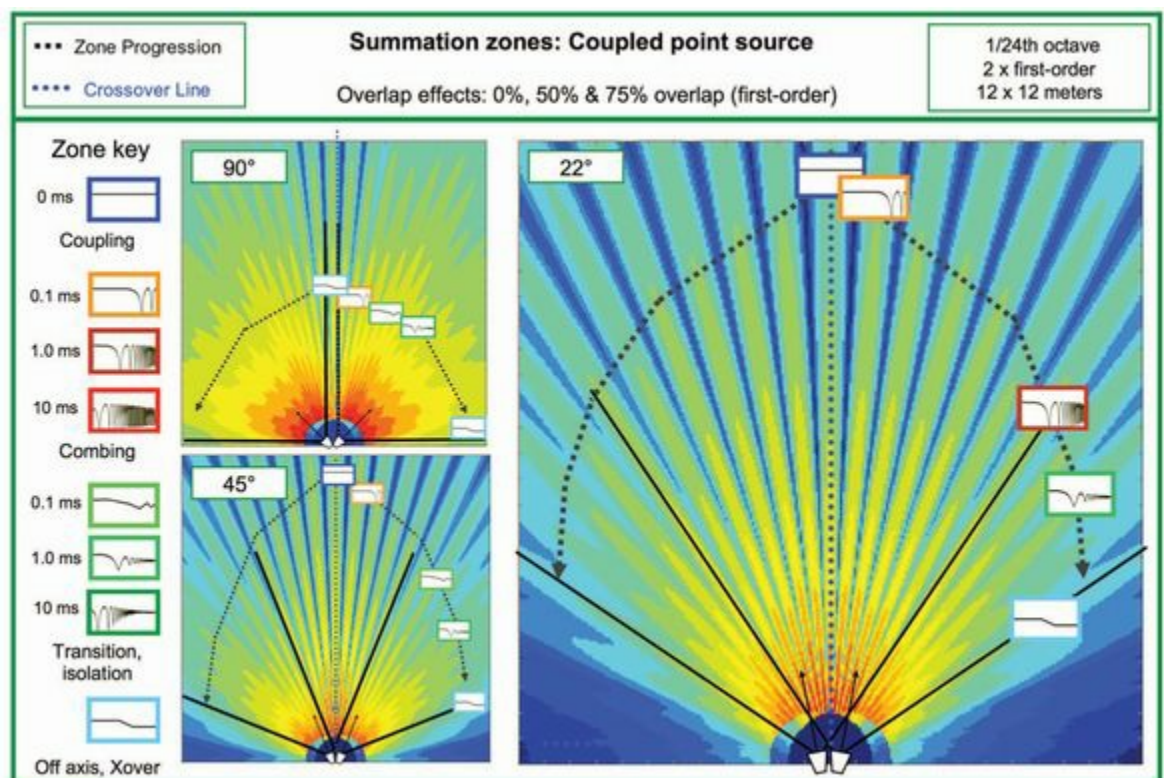 Zone Progression
Crossover Line
Summation zones: Coupled point source
Overlap effects: 0%, 50% & 75% overlap (first-order)
1/24th octave
2 x first-order
12 x 12 meters
Zone key
0 ms
Coupling
0.1 ms
1.0 ms
10 ms
Combing
0.1 ms
1.0 ms
10 ms
Transition,
isolation
Off axis, Xover
90°
45°
22°